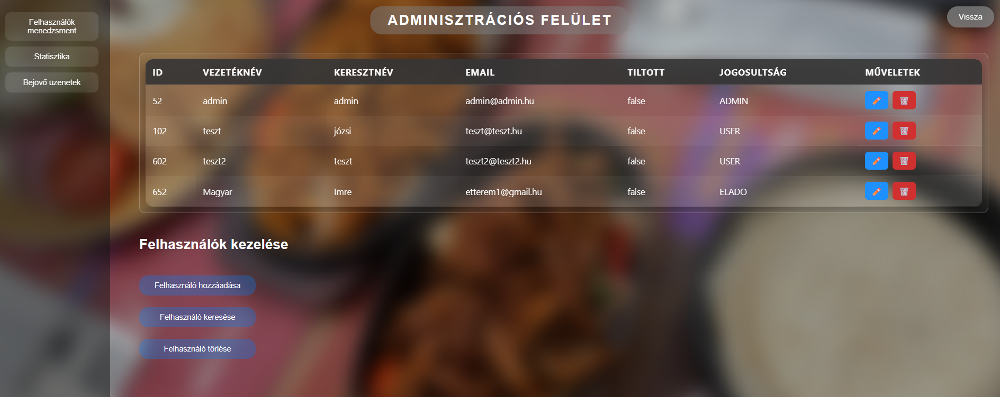 Felhasználók
menedzsment
Statisztika
Bejövő üzenetek
ADMINISZTRÁCIÓS FELÜLET
Vissza
ID VEZETÉKNÉV KERESZTNÉV EMAIL TILTOTT JOGOSULTSÁG MŰVELETEK
52 admin admin admin@admin.hu false ADMIN
102 teszt józsi teszt@teszt.hu false USER
602 teszt2 teszt teszt2@teszt2.hu false USER
652 Magyar Imre etterem1@gmail.hu false ELADO
Felhasználók kezelése
Felhasználó hozzáadása
Felhasználó keresése
Felhasználó törlése